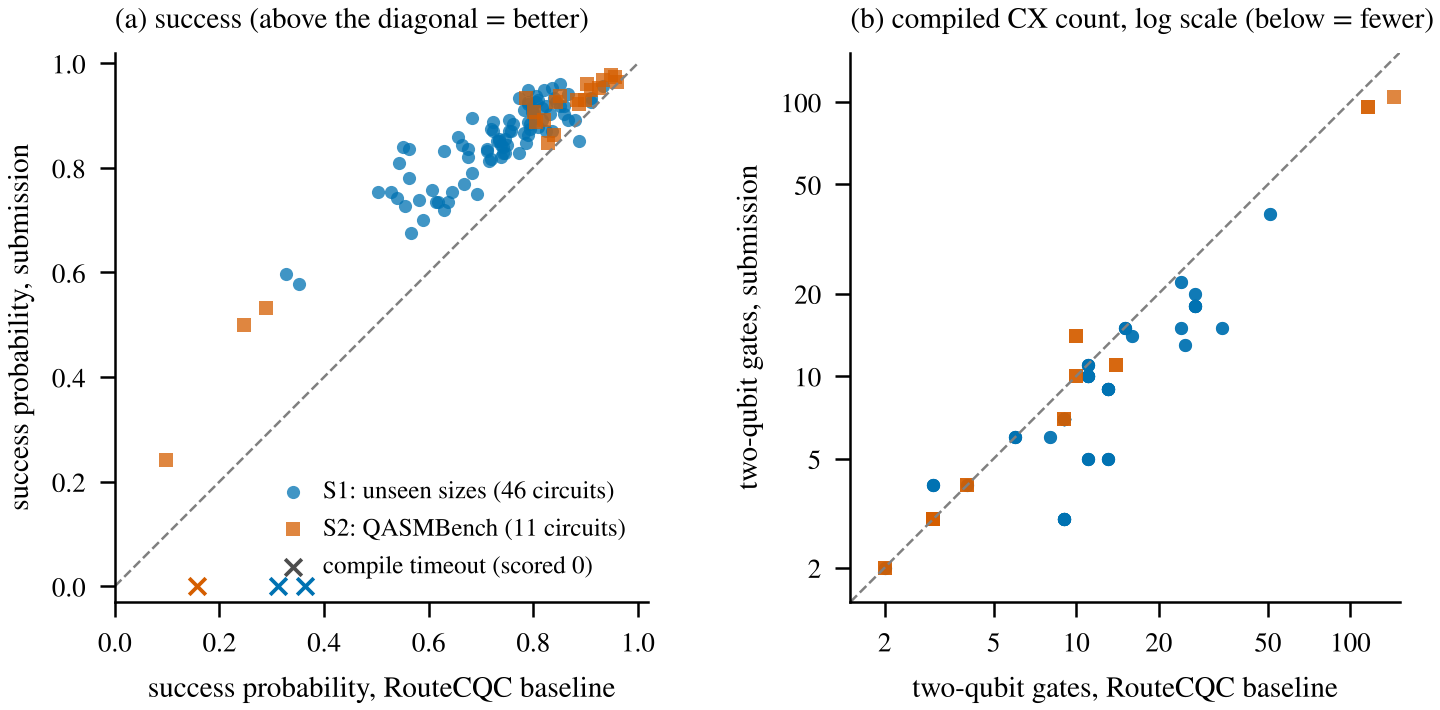 (a) success (above the diagonal = better)
1.0
0.8
0.6
0.4
0.2
0.0
success probability, submission
S1: unseen sizes (46 circuits)
S2: QASMBench (11 circuits)
compile timeout (scored 0)
0.0 0.2 0.4 0.6 0.8 1.0
success probability, RouteCQC baseline
(b) compiled CX count, log scale (below = fewer)
100
50
20
10
5
2
two-qubit gates, submission
2 5 10 20 50 100
two-qubit gates, RouteCQC baseline